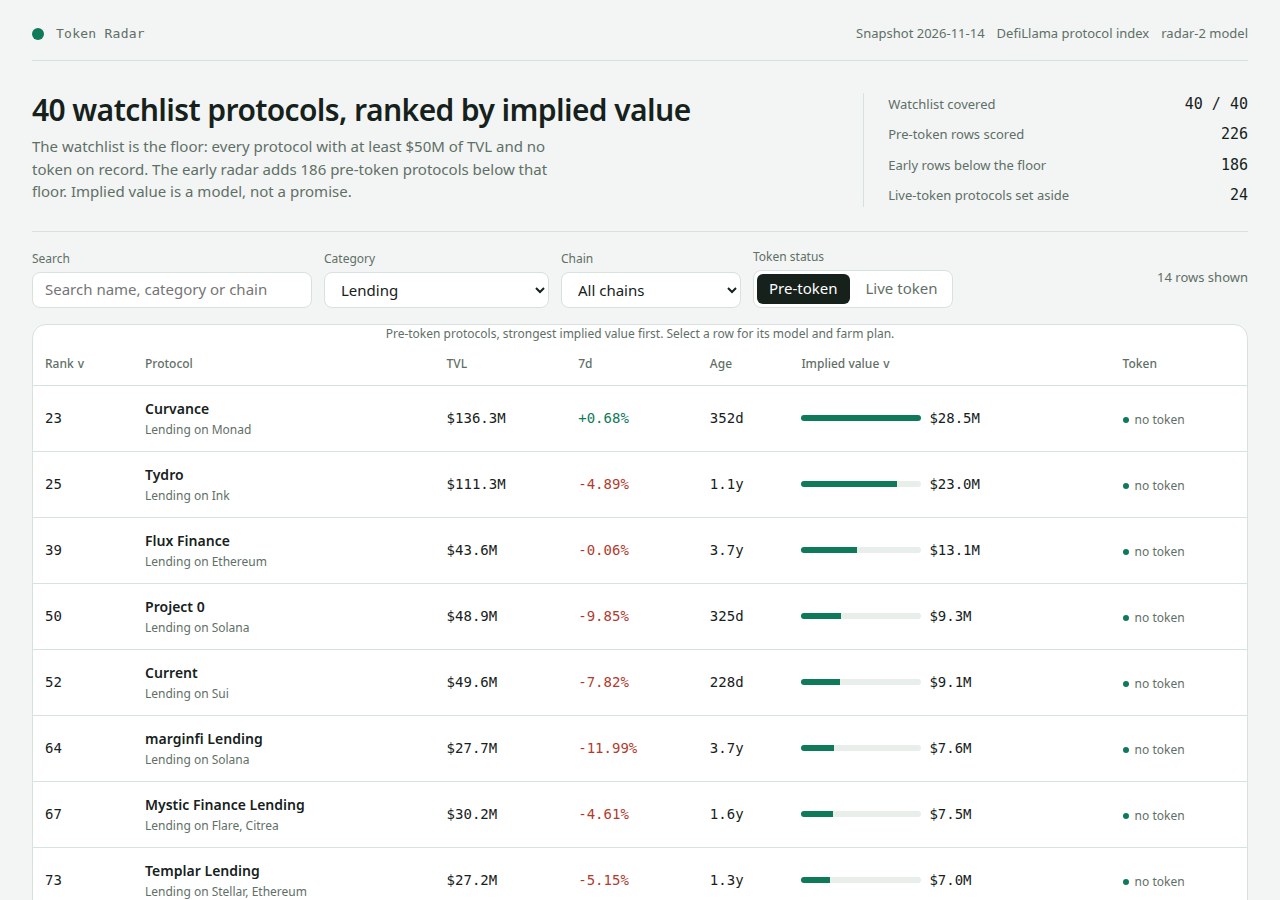 Token Radar
Snapshot 2026-11-14 DefiLlama protocol index radar-2 model
40 watchlist protocols, ranked by implied value
The watchlist is the floor: every protocol with at least $50M of TVL and no
token on record. The early radar adds 186 pre-token protocols below that
floor. Implied value is a model, not a promise.
Watchlist covered 40 / 40
Pre-token rows scored 226
Early rows below the floor 186
Live-token protocols set aside 24
Search Category Chain Token status
Search name, category or chain Lending All chains Pre-token Live token 14 rows shown
Pre-token protocols, strongest implied value first. Select a row for its model and farm plan.
Rank v Protocol TVL 7d Age Implied value v Token
23 Curvance $136.3M +0.68% 352d $28.5M no token
Lending on Monad
25 Tydro $111.3M -4.89% 1.1y $23.0M no token
Lending on Ink
39 Flux Finance $43.6M -0.06% 3.7y $13.1M no token
Lending on Ethereum
50 Project 0 $48.9M -9.85% 325d $9.3M no token
Lending on Solana
52 Current $49.6M -7.82% 228d $9.1M no token
Lending on Sui
64 marginfi Lending $27.7M -11.99% 3.7y $7.6M no token
Lending on Solana
67 Mystic Finance Lending $30.2M -4.61% 1.6y $7.5M no token
Lending on Flare, Citrea
73 Templar Lending $27.2M -5.15% 1.3y $7.0M no token
Lending on Stellar, Ethereum